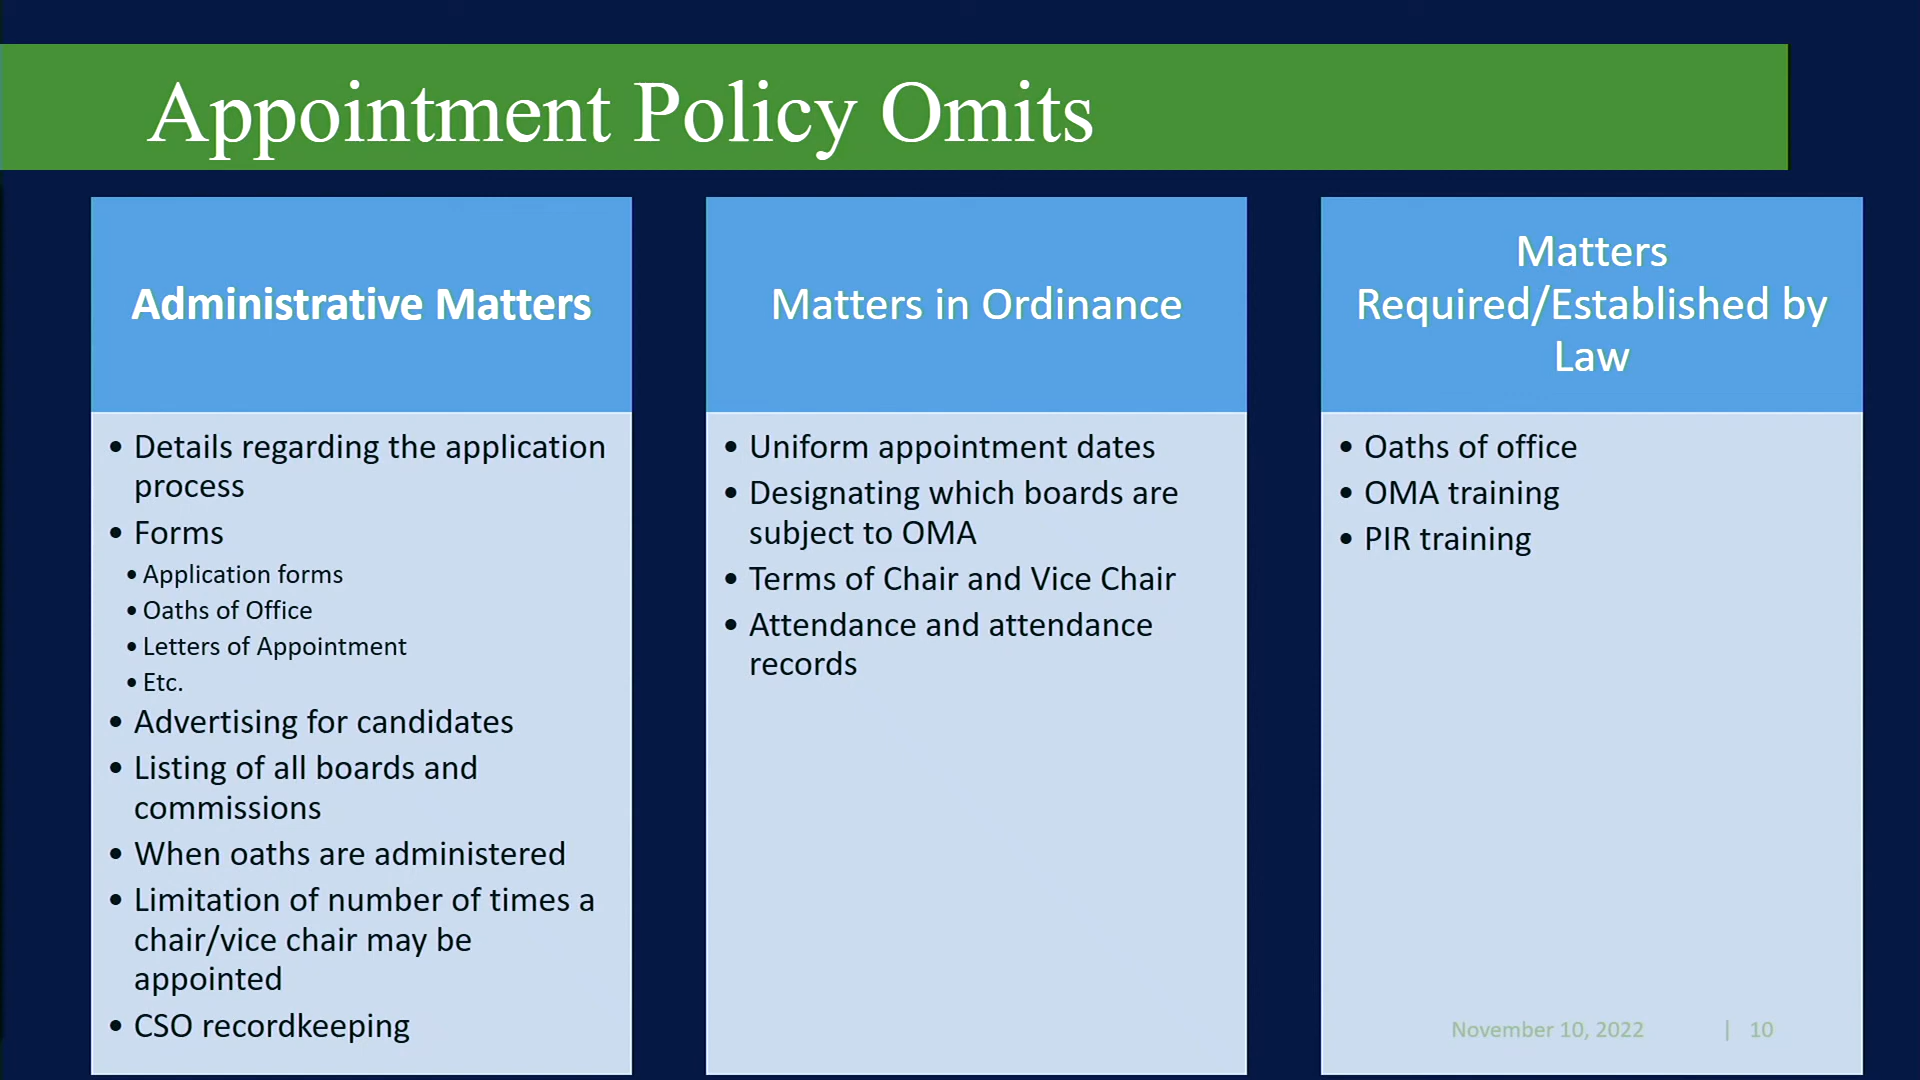 Appointment Policy Omits
Administrative Matters
• Details regarding the application
process
• Forms
• Application forms
• Oaths of Office
• Letters of Appointment
• Etc.
• Advertising for candidates
• Listing of all boards and
commissions
• When oaths are administered
• Limitation of number of times a
chair/vice chair may be
appointed
• CSO recordkeeping
Matters in Ordinance
• Uniform appointment dates
• Designating which boards are
subject to OMA
• Terms of Chair and Vice Chair
• Attendance and attendance
records
Matters
Required/Established by
Law
• Oaths of office
• OMA training
• PIR training
November 10, 2022 | 10